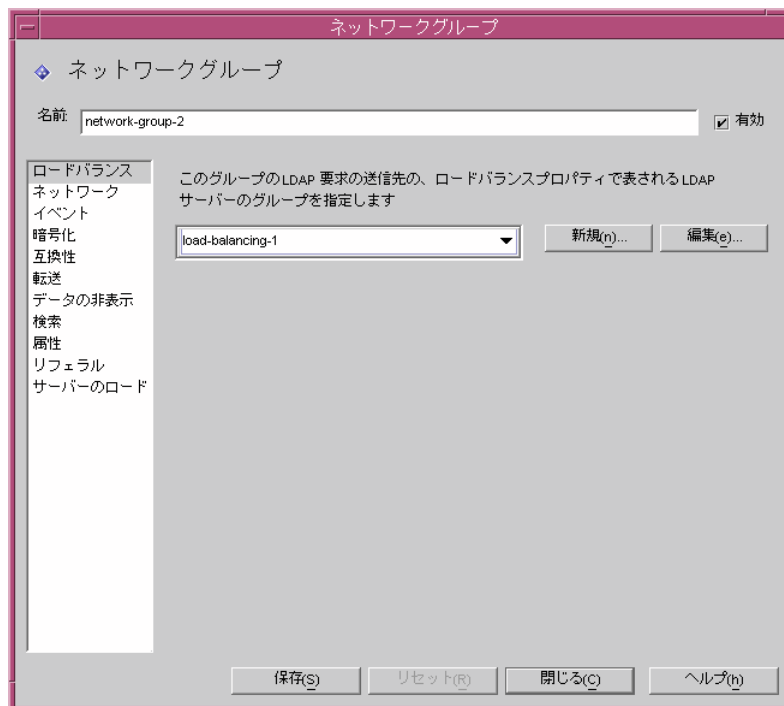 ネットワークグループ
ネットワークグループ
名前: network-group-2 有効
ロードバランス
ネットワーク
イベント
暗号化
互換性
転送
データの非表示
検索
属性
リフェラル
サーバーのロード
このグループのLDAP 要求の送信先の、ロードバランスプロパティで表されるLDAP
サーバーのグループを指定します
load-balancing-1 新規(n)... 編集(e)...
保存(S) リセット(R) 閉じる(C) ヘルプ(h)